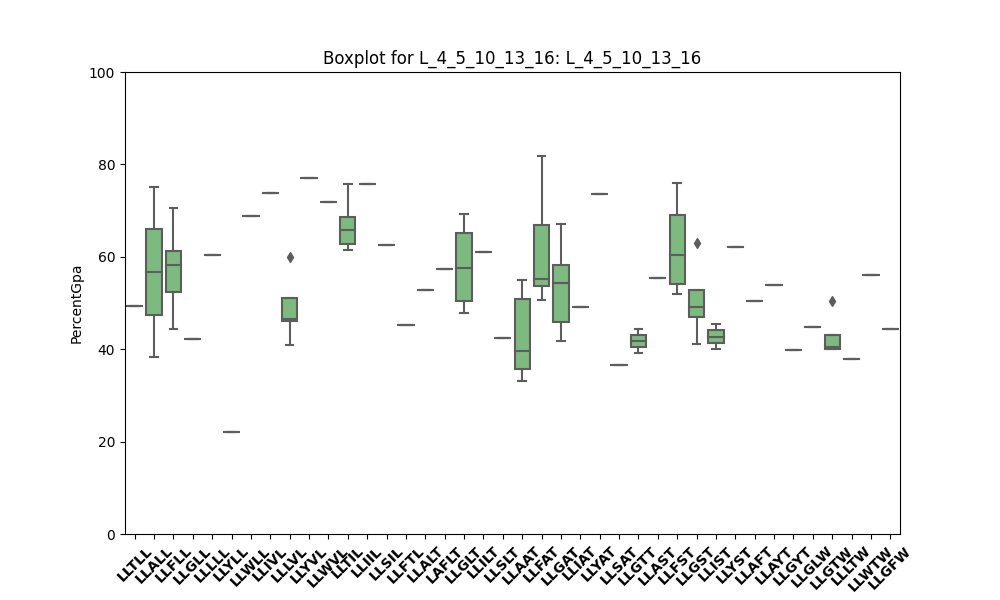 Boxplot for L_4_5_10_13_16: L_4_5_10_13_16
PercentGpa
100
80
60
40
20
0
LLTLL
LLALL
LLFLL
LLGLL
LLLLL
LLYLL
LLWLL
LLIVL
LLLVL
LLYVL
LLWVL
LLTIL
LLIIL
LLSIL
LLFTL
LLALT
LAFLT
LLGLT
LLILT
LLSLT
LLAAT
LLFAT
LLGAT
LLIAT
LLYAT
LLSAT
LLGTT
LLAST
LLFST
LLGST
LLIST
LLYST
LLAFT
LLAYT
LLGYT
LLGLW
LLGTW
LLLTW
LLWTW
LLGFW